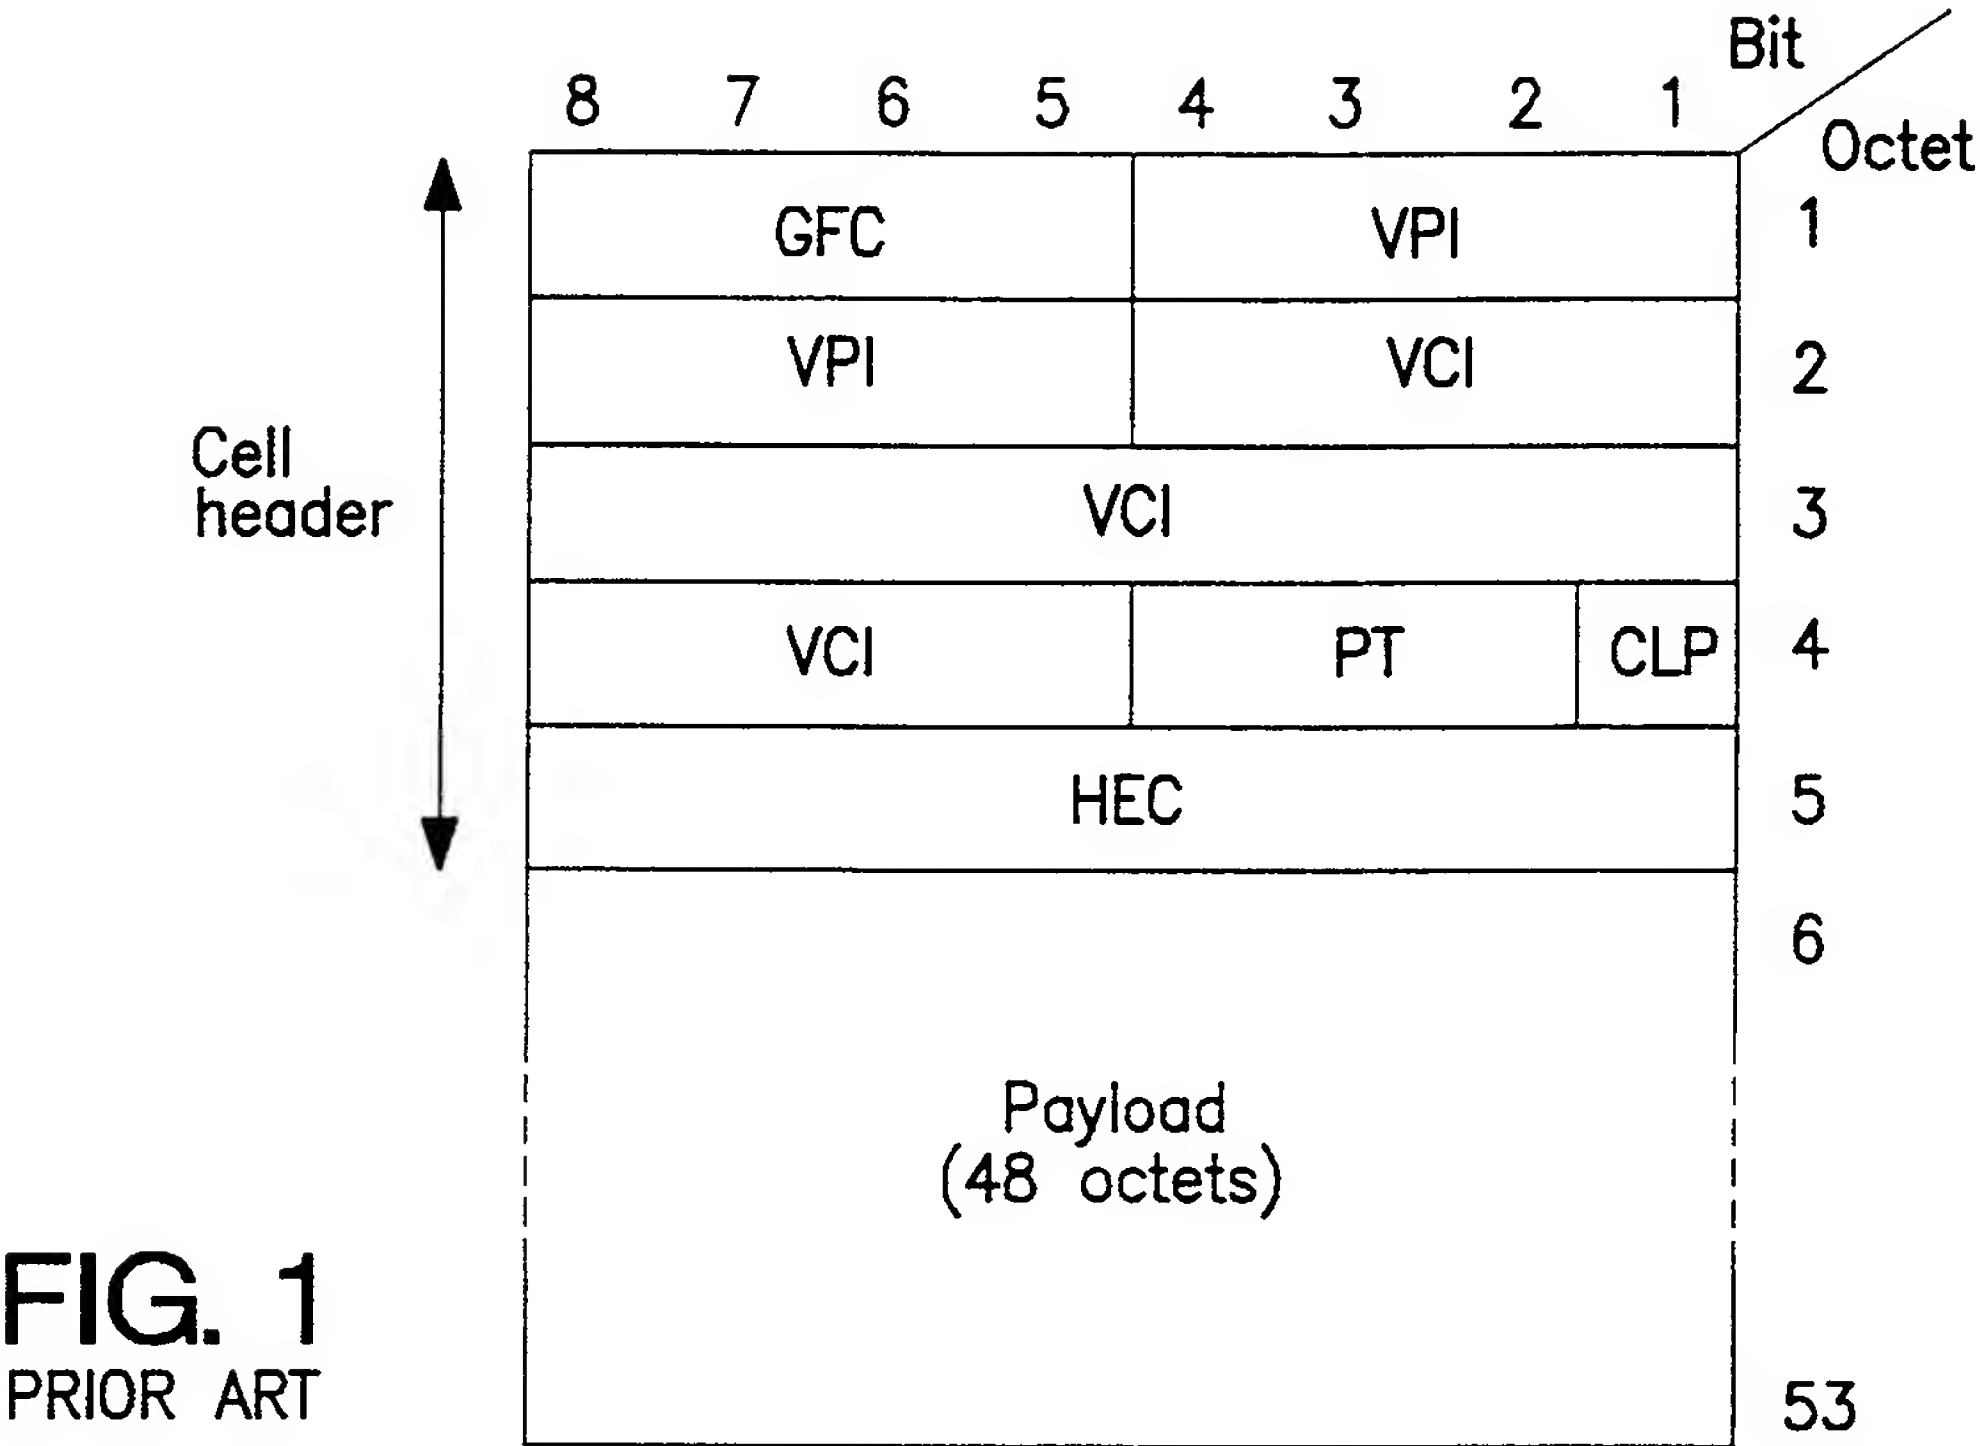 Bit
8 7 6 5 4 3 2 1
Octet
GFC VPI 1
VPI VCI 2
Cell
header
VCI 3
VCI PT CLP 4
HEC 5
6
Payload
(48 octets)
FIG. 1
PRIOR ART
53